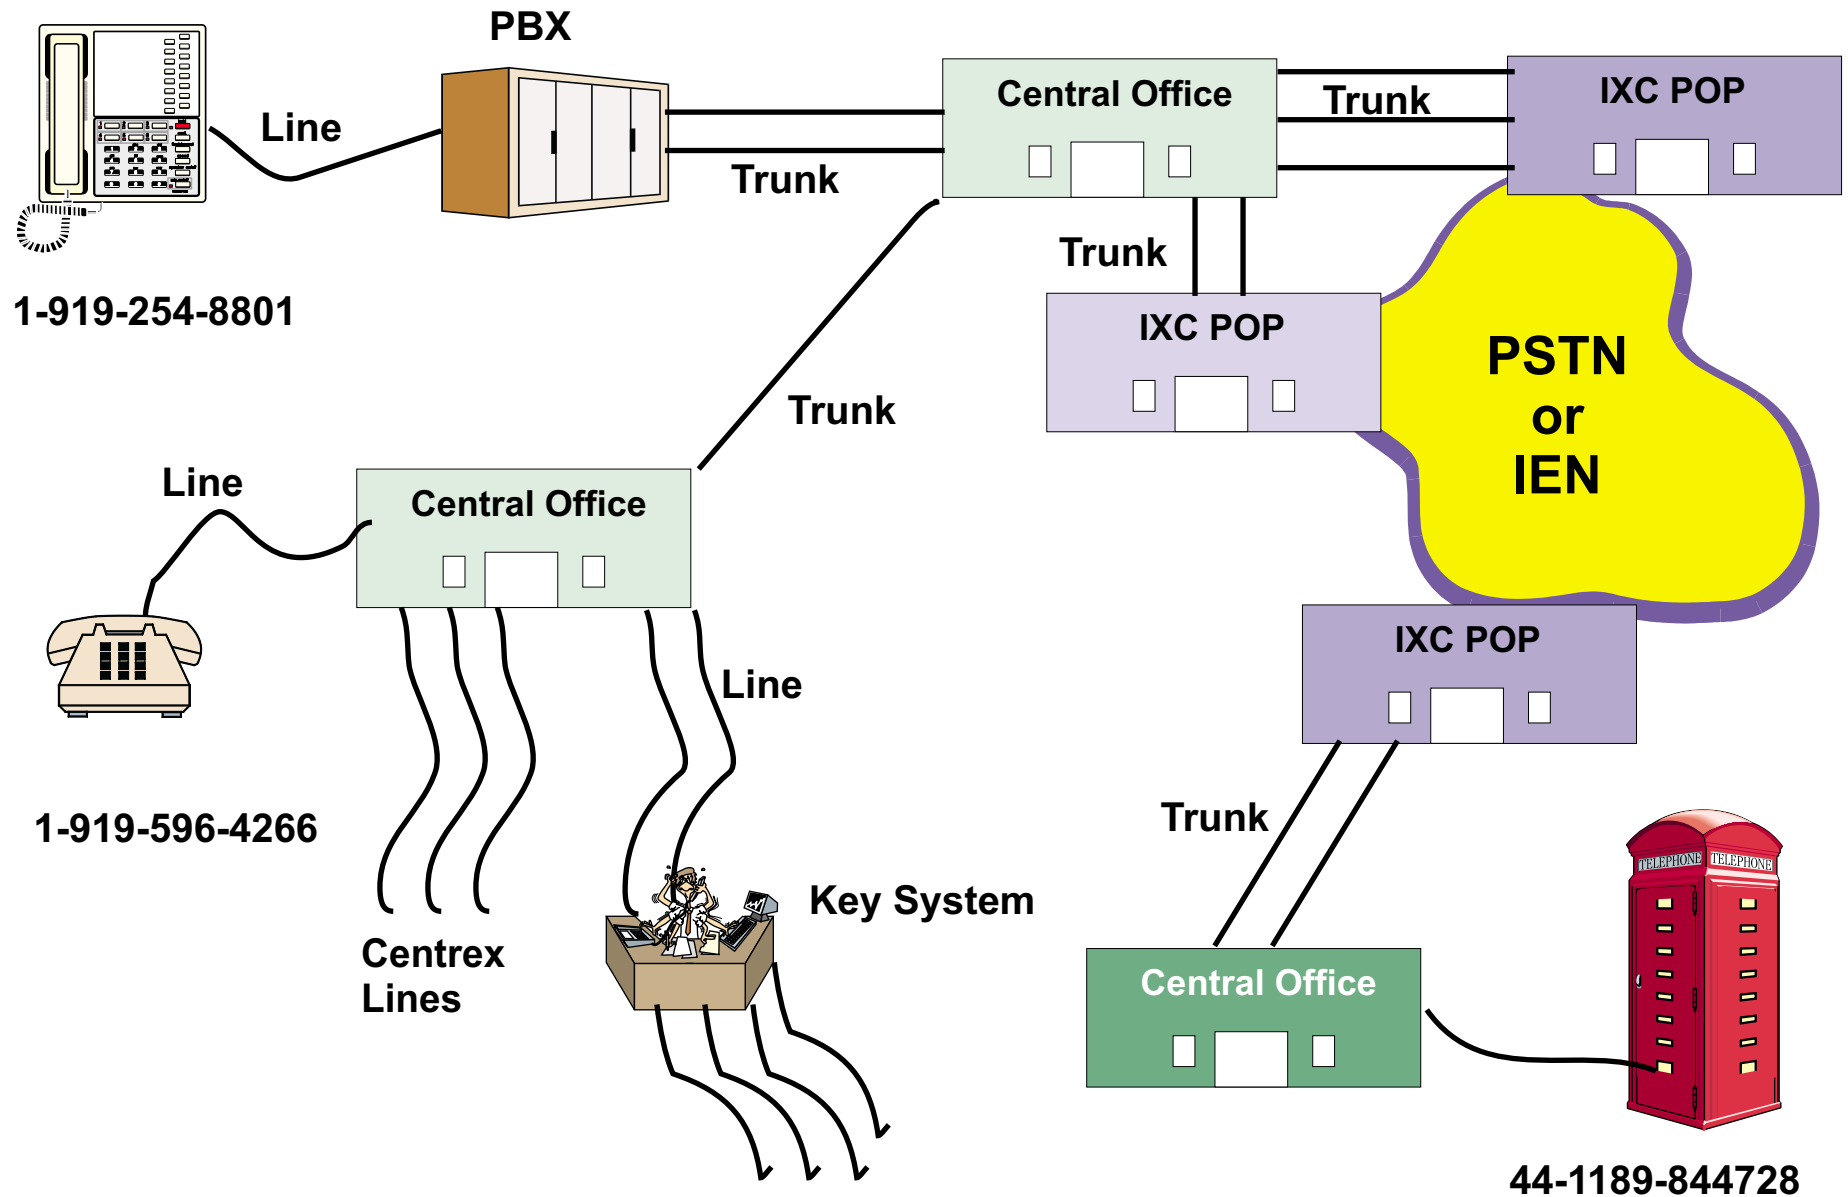 PBX
Central Office
IXC POP
Trunk
Line
Trunk
Trunk
1-919-254-8801
IXC POP
PSTN
or
IEN
Trunk
Line
Central Office
IXC POP
Line
Trunk
1-919-596-4266
TELEPHONE
TELEPHONE
Key System
Centrex
Lines
Central Office
44-1189-844728